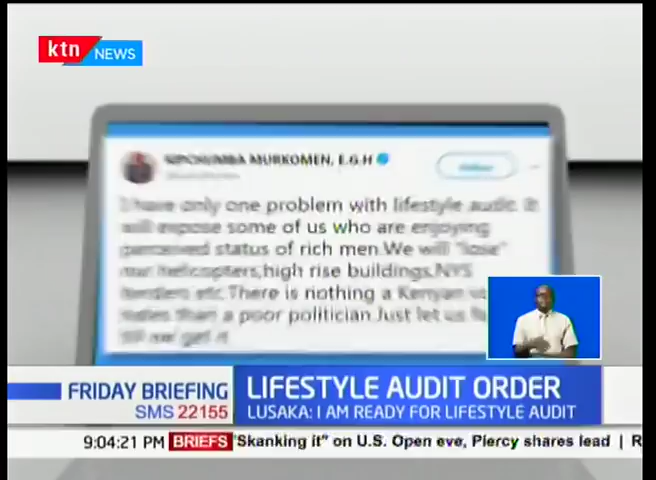 ktn NEWS
KIPCHUMBA MURKOMEN, E.G.H
I have only one problem with lifestyle audit. It
will expose some of us who are enjoying
perceived status of rich men.We will "lose"
our helicopters,high rise buildings,NYS
tenders etc.There is nothing a Kenyan
hates than a poor politician.Just let us
till we get it
FRIDAY BRIEFING
SMS 22155
LIFESTYLE AUDIT ORDER
LUSAKA: I AM READY FOR LIFESTYLE AUDIT
9:04:21 PM BRIEFS "Skanking it" on U.S. Open eve, Piercy shares lead | R